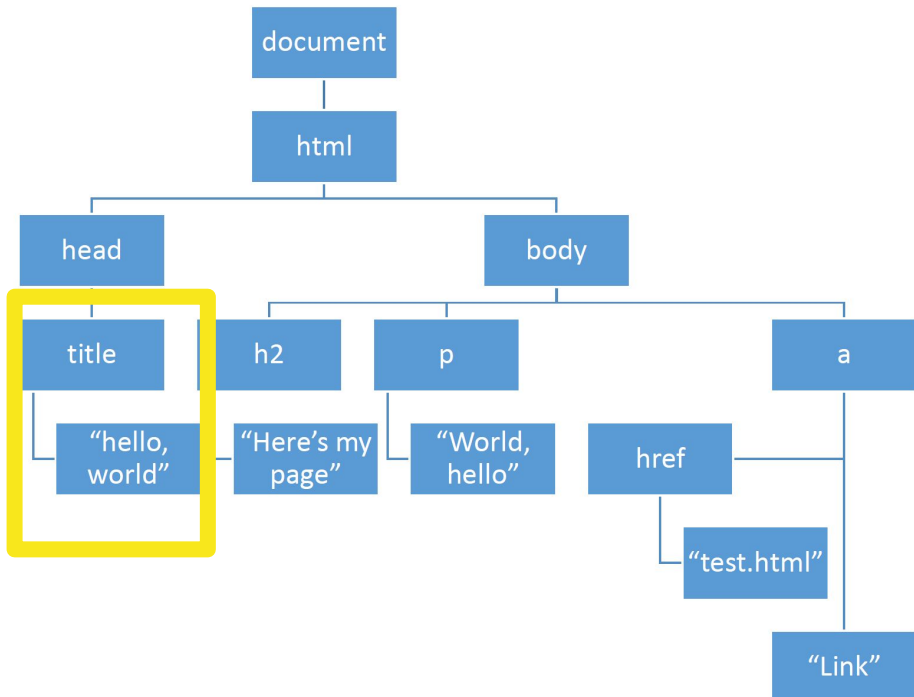 document
html
head
body
title
h2
p
a
“hello,
world”
“Here’s my
page”
“World,
hello”
href
“test.html”
“Link”